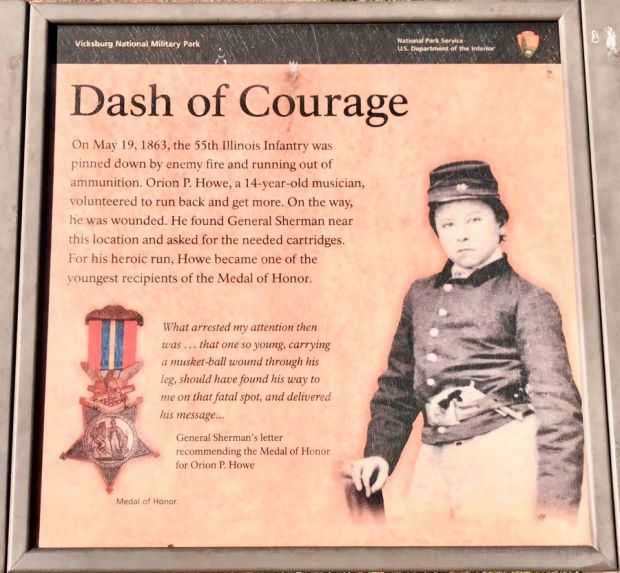 Vicksburg National Military Park
National Park Service
U.S. Department of the Interior
Dash of Courage
On May 19, 1863, the 55th Illinois Infantry was
pinned down by enemy fire and running out of
ammunition. Orion P. Howe, a 14-year-old musician,
volunteered to run back and get more. On the way,
he was wounded. He found General Sherman near
this location and asked for the needed cartridges.
For his heroic run, Howe became one of the
youngest recipients of the Medal of Honor.
What arrested my attention then
was ... that one so young, carrying
a musket-ball wound through his
leg, should have found his way to
me on that fatal spot, and delivered
his message...
General Sherman's letter
recommending the Medal of Honor
for Orion P. Howe
Medal of Honor